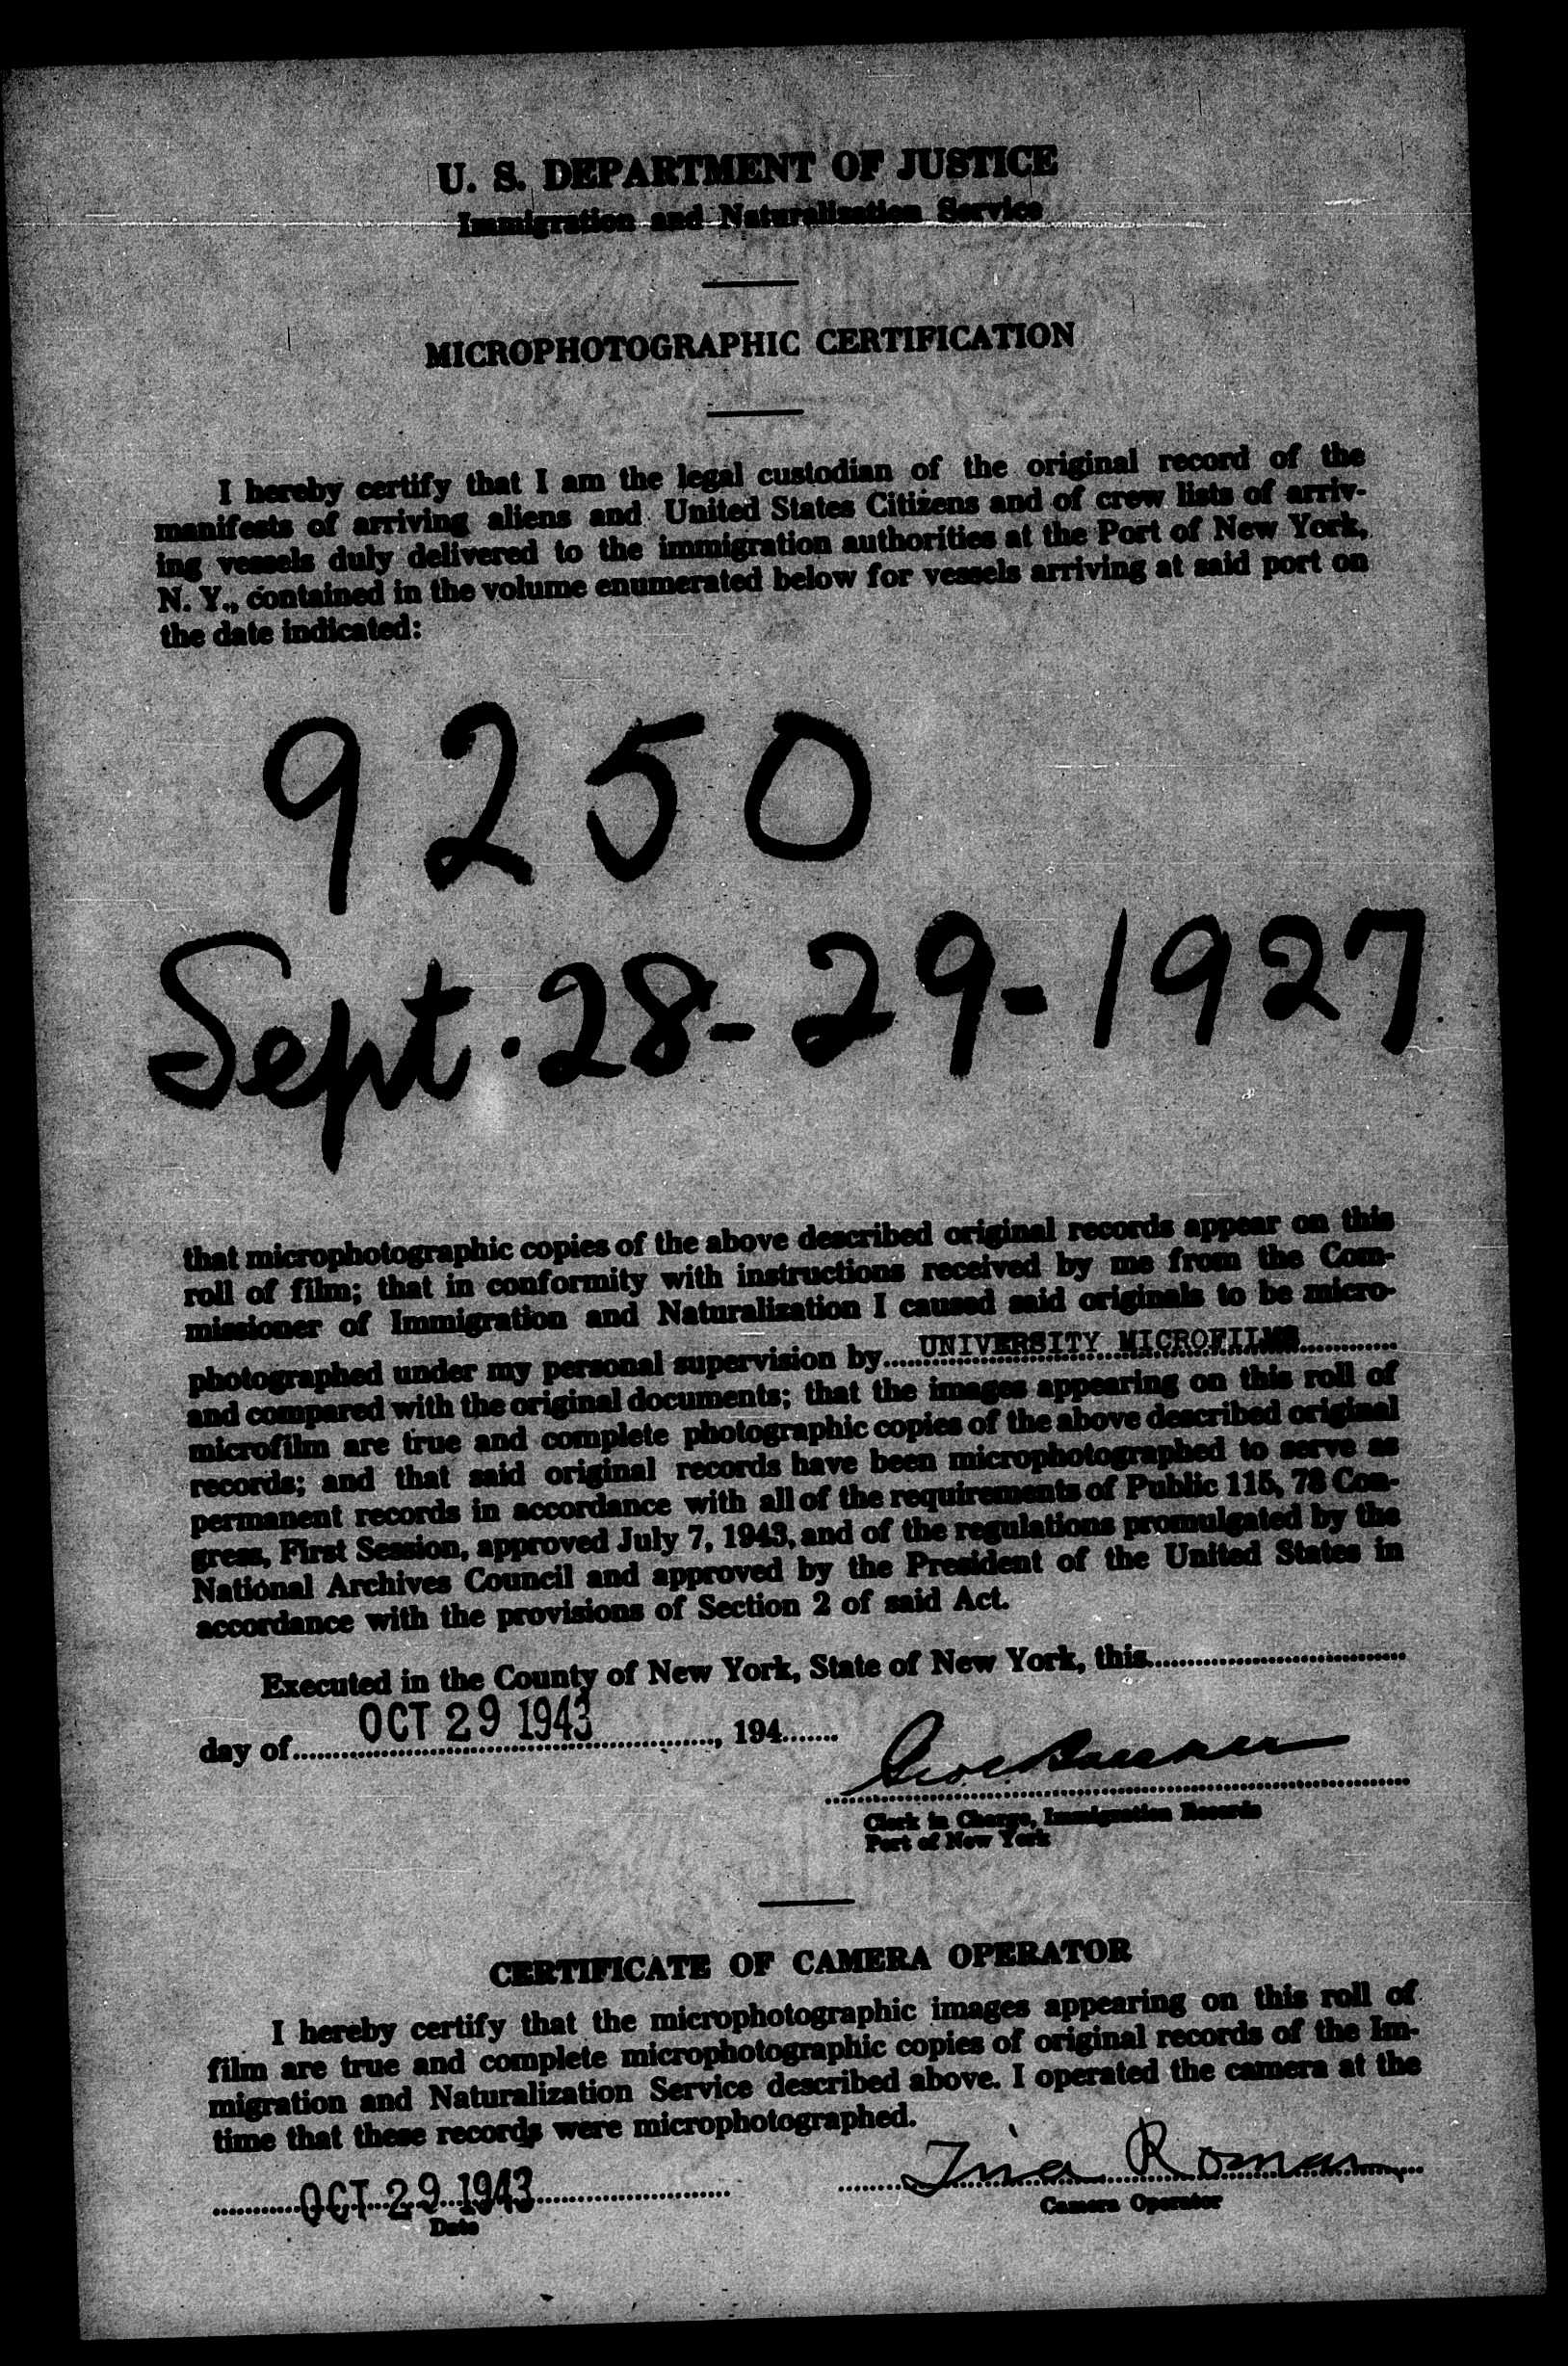 U. S. DEPARTMENT OF JUSTICE
Immigration and Naturalization Service
MICROPHOTOGRAPHIC CERTIFICATION
I hereby certify that I am the legal custodian of the original record of the
manifests of arriving aliens and United States Citizens and of crew lists of arriv-
ing vessels duly delivered to the immigration authorities at the Port of New York,
N. Y., contained in the volume enumerated below for vessels arriving at said port on
the date indicated:
9250
Sept. 28-29-1927
that microphotographic copies of the above described original records appear on this
roll of film; that in conformity with instructions received by me from the Com-
missioner of Immigration and Naturalization I caused said originals to be micro-
photographed under my personal supervision by UNIVERSITY MICROFILMS
and compared with the original documents; that the images appearing on this roll of
microfilm are true and complete photographic copies of the above described original
records; and that said original records have been microphotographed to serve as
permanent records in accordance with all of the requirements of Public 115, 78 Con-
gress, First Session, approved July 7, 1943, and of the regulations promulgated by the
National Archives Council and approved by the President of the United States in
accordance with the provisions of Section 2 of said Act.
Executed in the County of New York, State of New York, this
day of OCT 29 1943, 194
Clerk in Charge, Immigration Records
Port of New York
CERTIFICATE OF CAMERA OPERATOR
I hereby certify that the microphotographic images appearing on this roll of
film are true and complete microphotographic copies of original records of the Im-
migration and Naturalization Service described above. I operated the camera at the
time that these records were microphotographed.
OCT 29 1943 Roman
Date Camera Operator